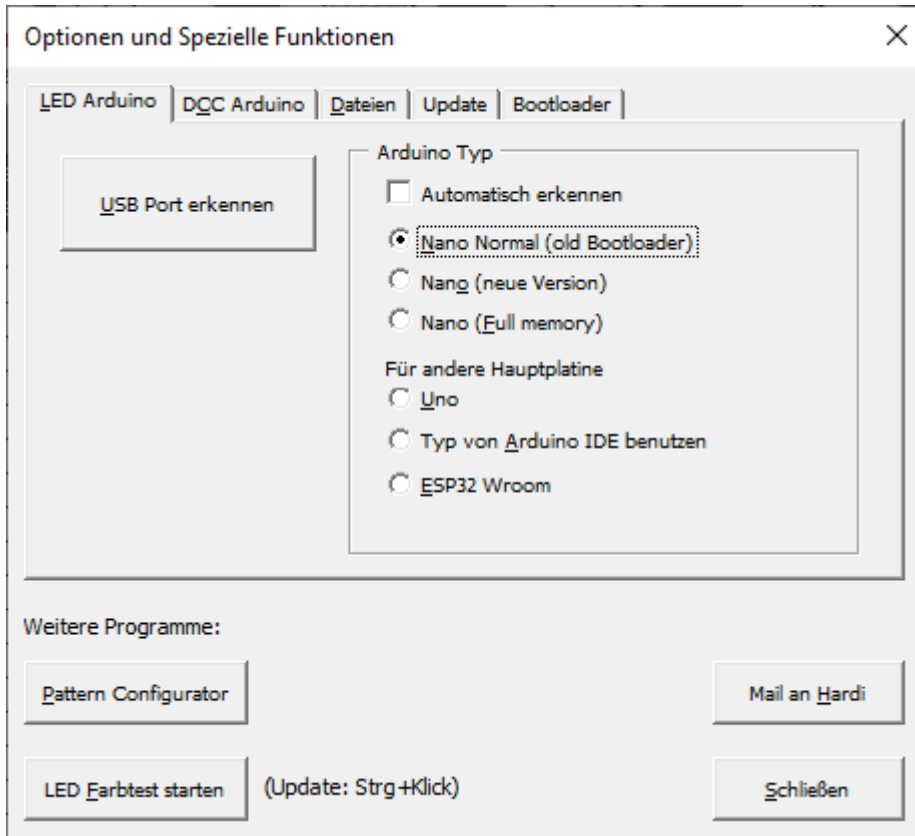 Optionen und Spezielle Funktionen
LED Arduino
DCC Arduino
Dateien
Update
Bootloader
USB Port erkennen
Arduino Typ
Automatisch erkennen
Nano Normal (old Bootloader)
Nano (neue Version)
Nano (Full memory)
Für andere Hauptplatine
Uno
Typ von Arduino IDE benutzen
ESP32 Wroom
Weitere Programme:
Pattern Configurator
Mail an Hardi
LED Farbtest starten
(Update: Strg+Klick)
Schließen